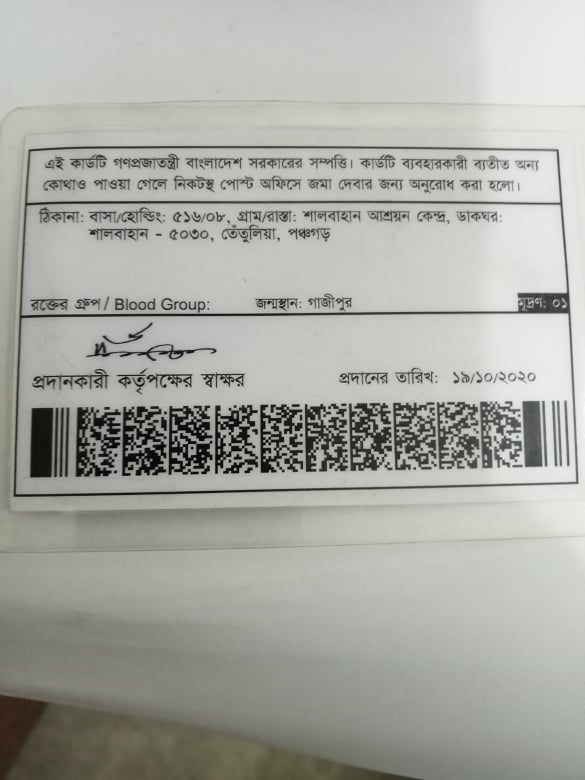 এই কার্ডটি গণপ্রজাতন্ত্রী বাংলাদেশ সরকারের সম্পত্তি। কার্ডটি ব্যবহারকারী ব্যতীত অন্য
কোথাও পাওয়া গেলে নিকটস্থ পোস্ট অফিসে জমা দেবার জন্য অনুরোধ করা হলো।
ঠিকানা: বাসা/হোল্ডিং: ৫১৬/০৮, গ্রাম/রাস্তা: শালবাহান আশ্রয়ন কেন্দ্র, ডাকঘর:
শালবাহান - ৫০৩০, তেঁতুলিয়া, পঞ্চগড়
রক্তের গ্রুপ / Blood Group: জন্মস্থান: গাজীপুর মুদ্রণ: ০১
প্রদানকারী কর্তৃপক্ষের স্বাক্ষর প্রদানের তারিখ: ১৯/১০/২০২০